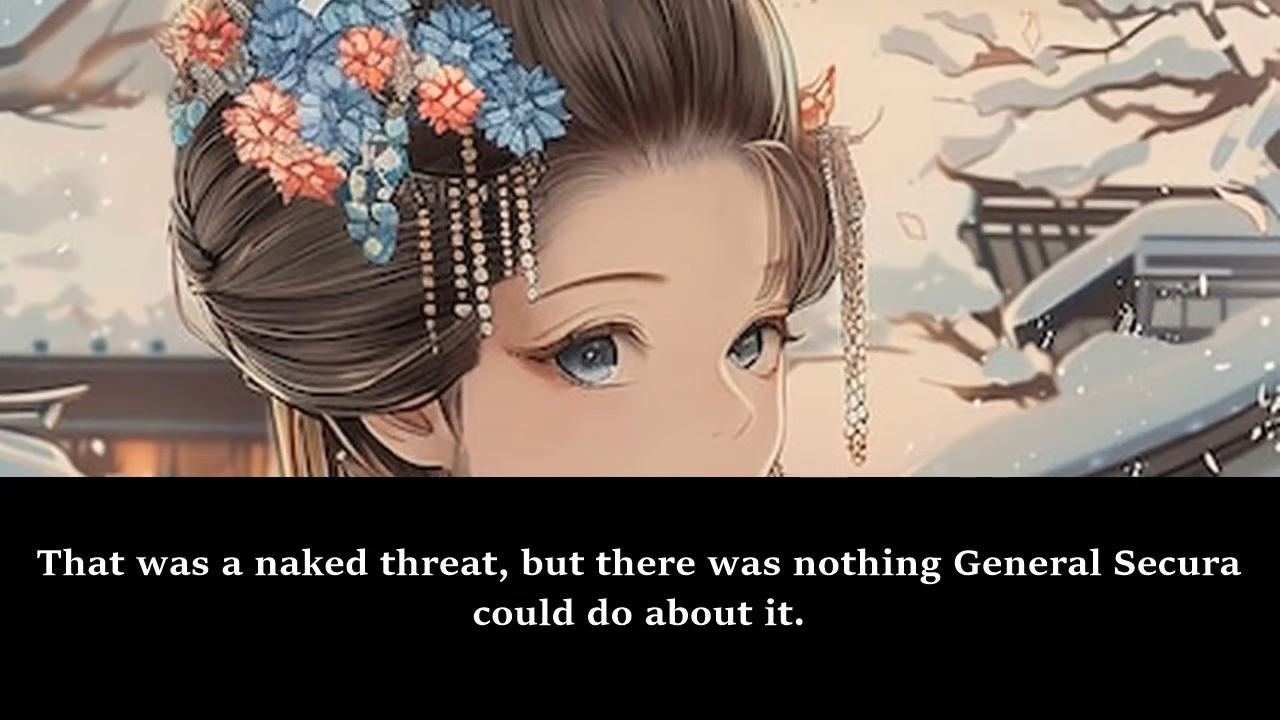 That was a naked threat, but there was nothing General Secura
could do about it.